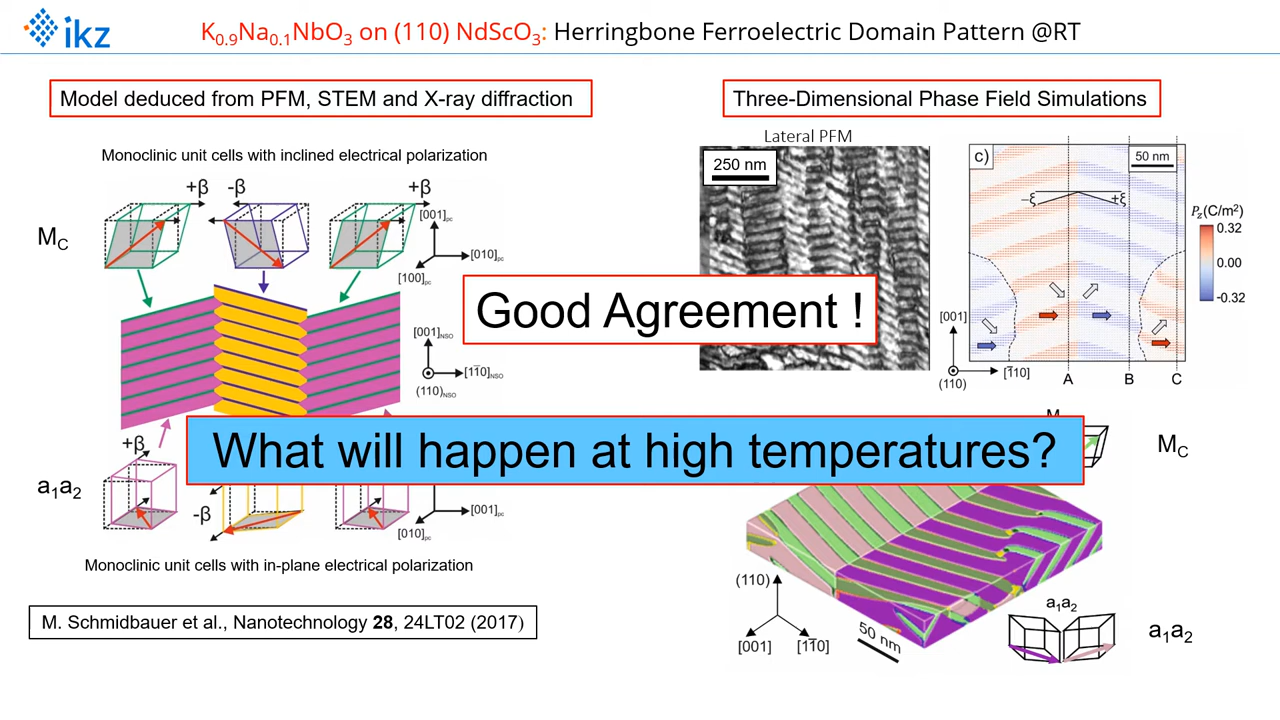 ikz
K0.9Na0.1NbO3 on (110) NdScO3: Herringbone Ferroelectric Domain Pattern @RT
Model deduced from PFM, STEM and X-ray diffraction
Three-Dimensional Phase Field Simulations
Monoclinic unit cells with inclined electrical polarization
Lateral PFM
250 nm
c)
50 nm
+β
-β
+β
MC
[001]pc
[010]pc
[100]pc
−ξ
+ξ
Pz(C/m²)
0.32
0.00
-0.32
Good Agreement !
[001]NSO
[11̄0]NSO
(110)NSO
[001]
(110)
[1̄10]
A
B
C
What will happen at high temperatures?
MC
+β
-β
a1a2
[001]pc
[010]pc
Monoclinic unit cells with in-plane electrical polarization
M. Schmidbauer et al., Nanotechnology 28, 24LT02 (2017)
(110)
[001]
[11̄0]
50 nm
a1a2
a1a2